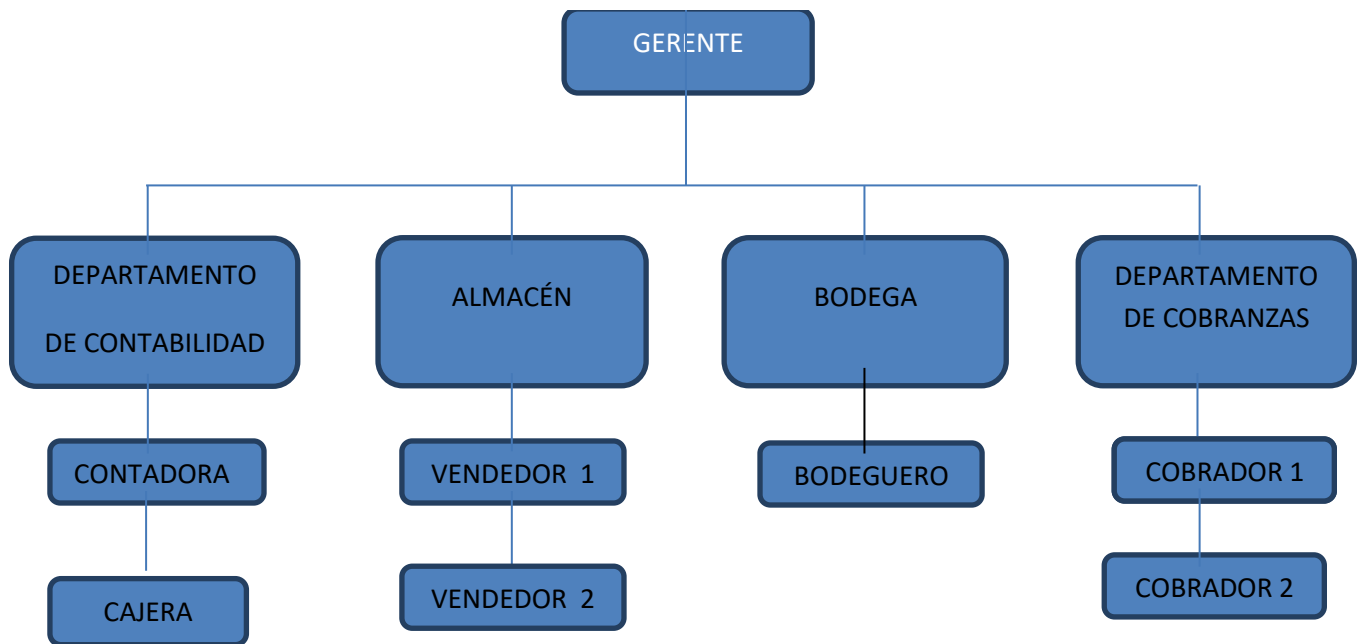 GERENTE
DEPARTAMENTO
DE CONTABILIDAD
ALMACÉN
BODEGA
DEPARTAMENTO
DE COBRANZAS
CONTADORA
VENDEDOR 1
BODEGUERO
COBRADOR 1
CAJERA
VENDEDOR 2
COBRADOR 2